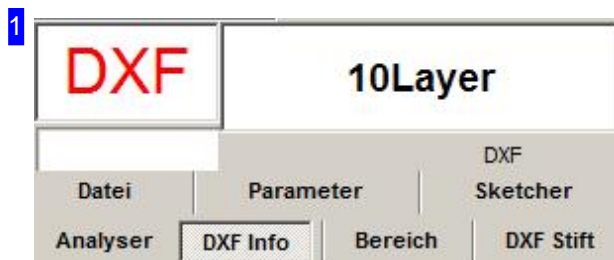 1
DXF 10Layer
DXF
Datei Parameter Sketcher
Analyser DXF Info Bereich DXF Stift